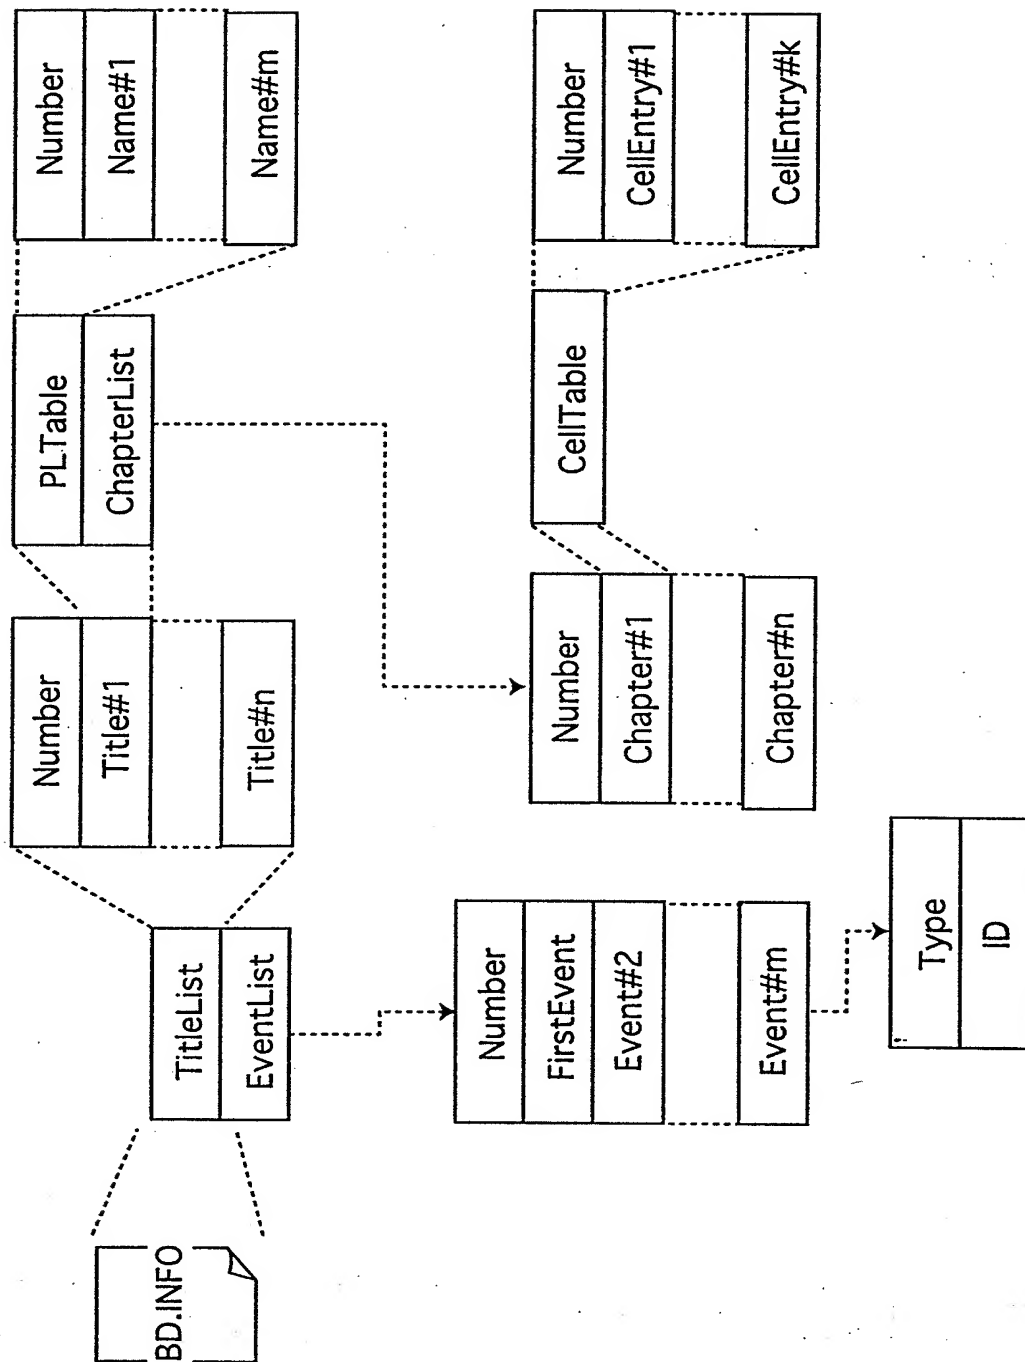 BD.INFO
TitleList
EventList
Number
Title#1
Title#n
PLTable
ChapterList
Number
Name#1
Name#m
Number
FirstEvent
Event#2
Event#m
Type
ID
Number
Chapter#1
Chapter#n
CellTable
Number
CellEntry#1
CellEntry#k